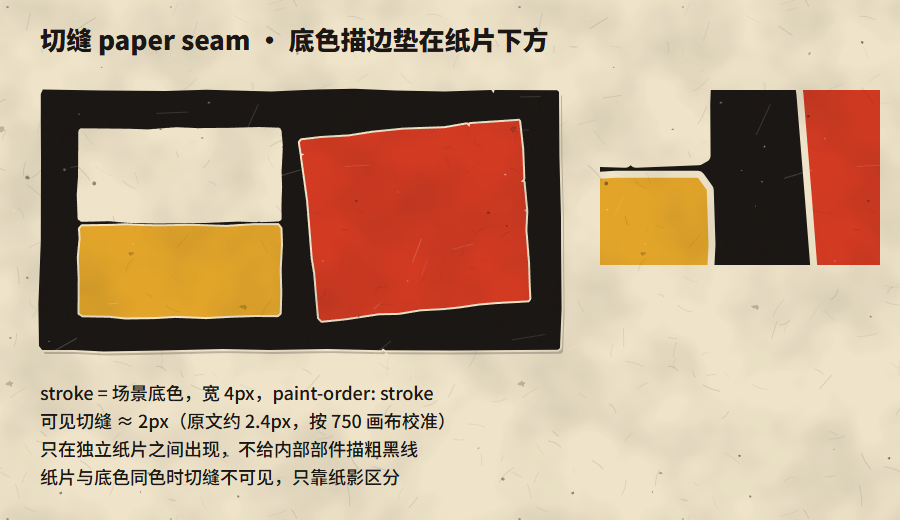 切缝 paper seam • 底色描边垫在纸片下方
stroke = 场景底色，宽 4px，paint-order: stroke
可见切缝 ≈ 2px（原文约 2.4px，按 750 画布校准）
只在独立纸片之间出现，不给内部部件描粗黑线
纸片与底色同色时切缝不可见，只靠纸影区分